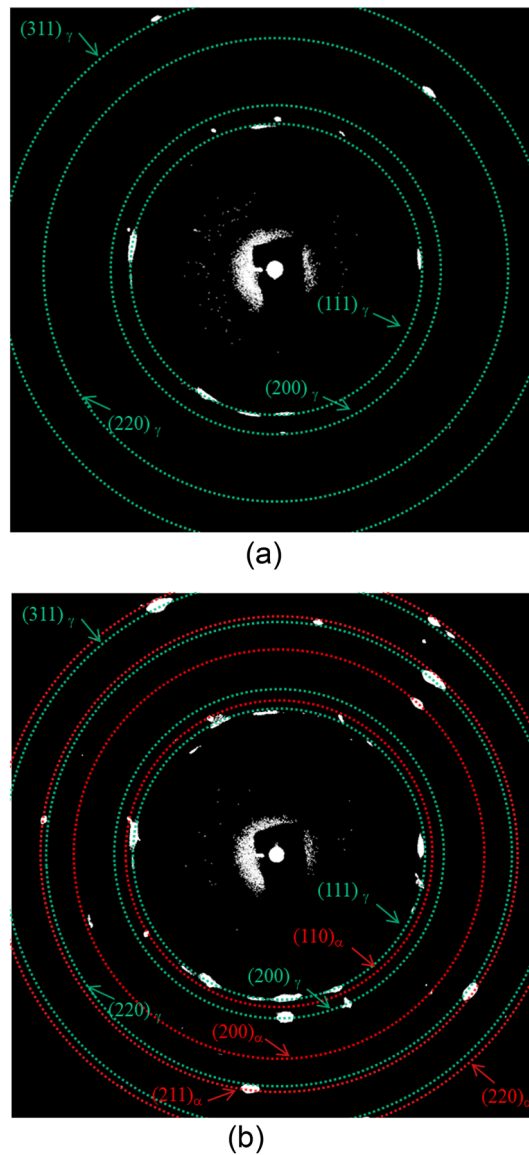 (311) γ
(111) γ
(200) γ
(220) γ
(a)
(311) γ
(111) γ
(110)α
(200) γ
(220)γ
(200)α
(211)α
(220)α
(b)